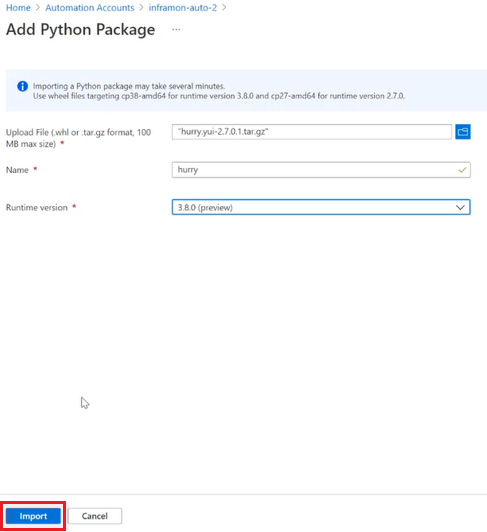 Home > Automation Accounts > inframon-auto-2 >
Add Python Package ...
Importing a Python package may take several minutes.
Use wheel files targeting cp38-amd64 for runtime version 3.8.0 and cp27-amd64 for runtime version 2.7.0.
Upload File (.whl or .tar.gz format, 100
MB max size) *
"hurry.yui-2.7.0.1.tar.gz"
Name *
hurry
Runtime version *
3.8.0 (preview)
Import
Cancel